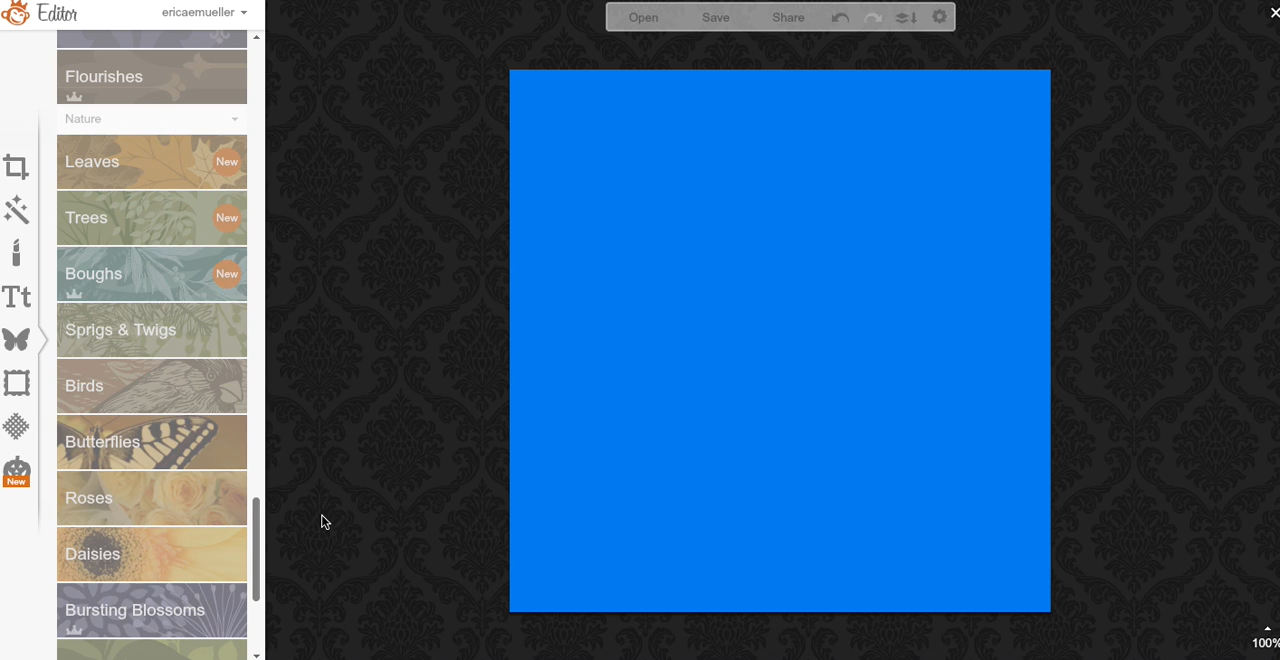 Editor
ericaemueller
Open
Save
Share
Flourishes
Nature
Leaves
New
Trees
New
Boughs
New
Tt
Sprigs & Twigs
Birds
Butterflies
New
Roses
Daisies
Bursting Blossoms
100%